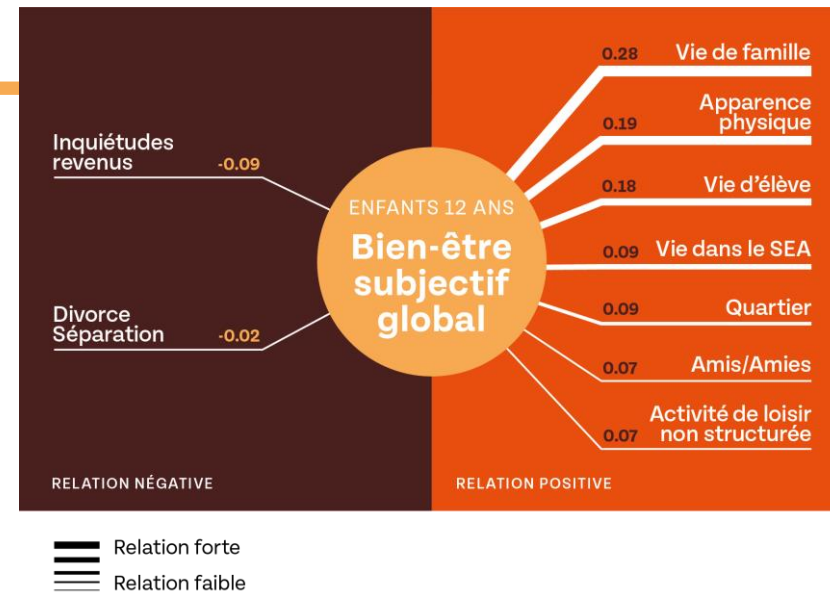 Inquiétudes
revenus -0.09
Divorce
Séparation -0.02
RELATION NÉGATIVE
ENFANTS 12 ANS
Bien-être
subjectif
global
0.28 Vie de famille
Apparence
0.19 physique
0.18 Vie d'élève
0.09 Vie dans le SEA
0.09 Quartier
0.07 Amis/Amies
Activité de loisir
0.07 non structurée
RELATION POSITIVE
Relation forte
Relation faible